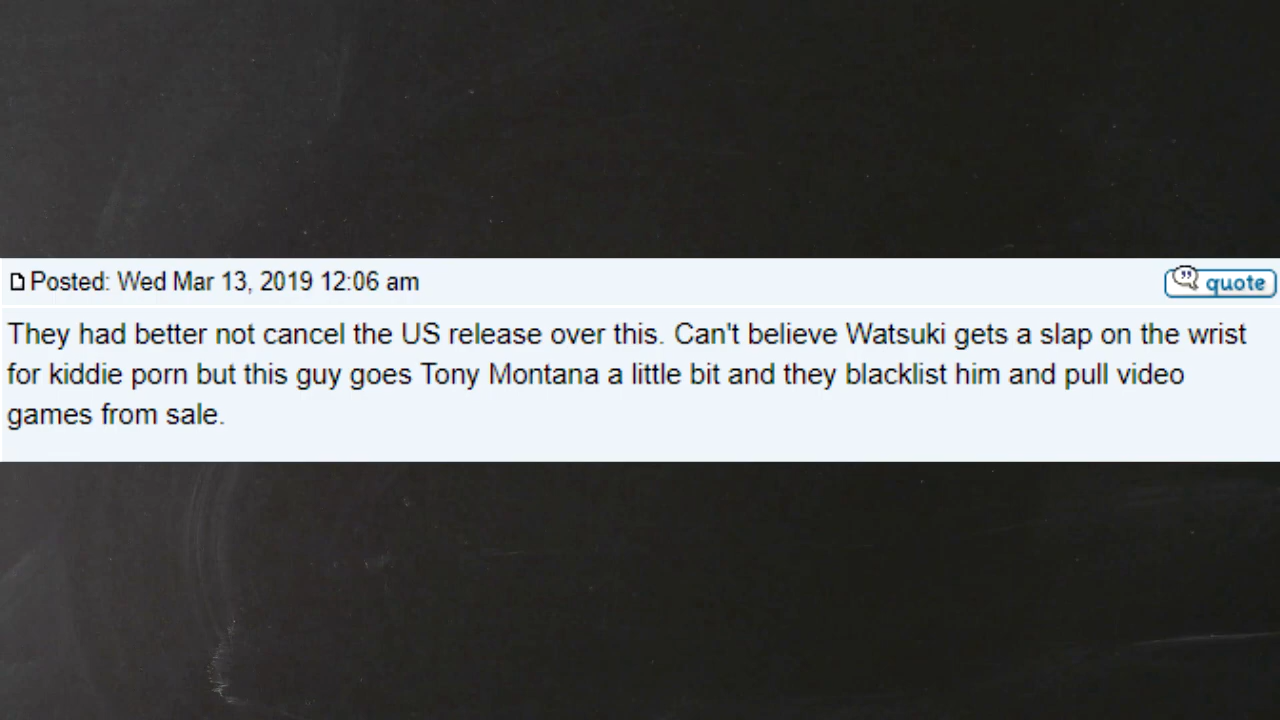 Posted: Wed Mar 13, 2019 12:06 am
quote
They had better not cancel the US release over this. Can't believe Watsuki gets a slap on the wrist
for kiddie porn but this guy goes Tony Montana a little bit and they blacklist him and pull video
games from sale.